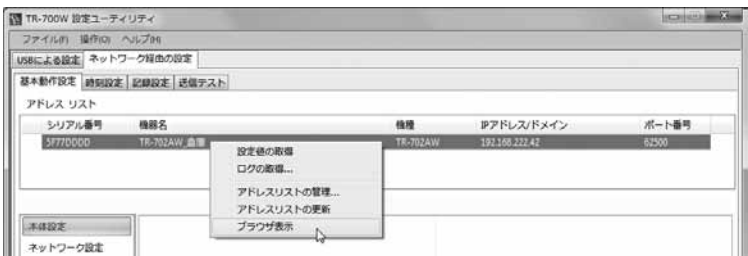 TR-700W 設定ユーティリティ
ファイル(F) 操作(O) ヘルプ(H)
USBによる設定 ネットワーク経由の設定
基本動作設定 時刻設定 記録設定 送信テスト
アドレス リスト
シリアル番号 機器名 機種 IPアドレス/ドメイン ポート番号
5F77DDDD TR-702AW_倉庫 TR-702AW 192.168.222.42 62500
設定値の取得
ログの取得...
アドレスリストの管理...
アドレスリストの更新
ブラウザ表示
本体設定
ネットワーク設定